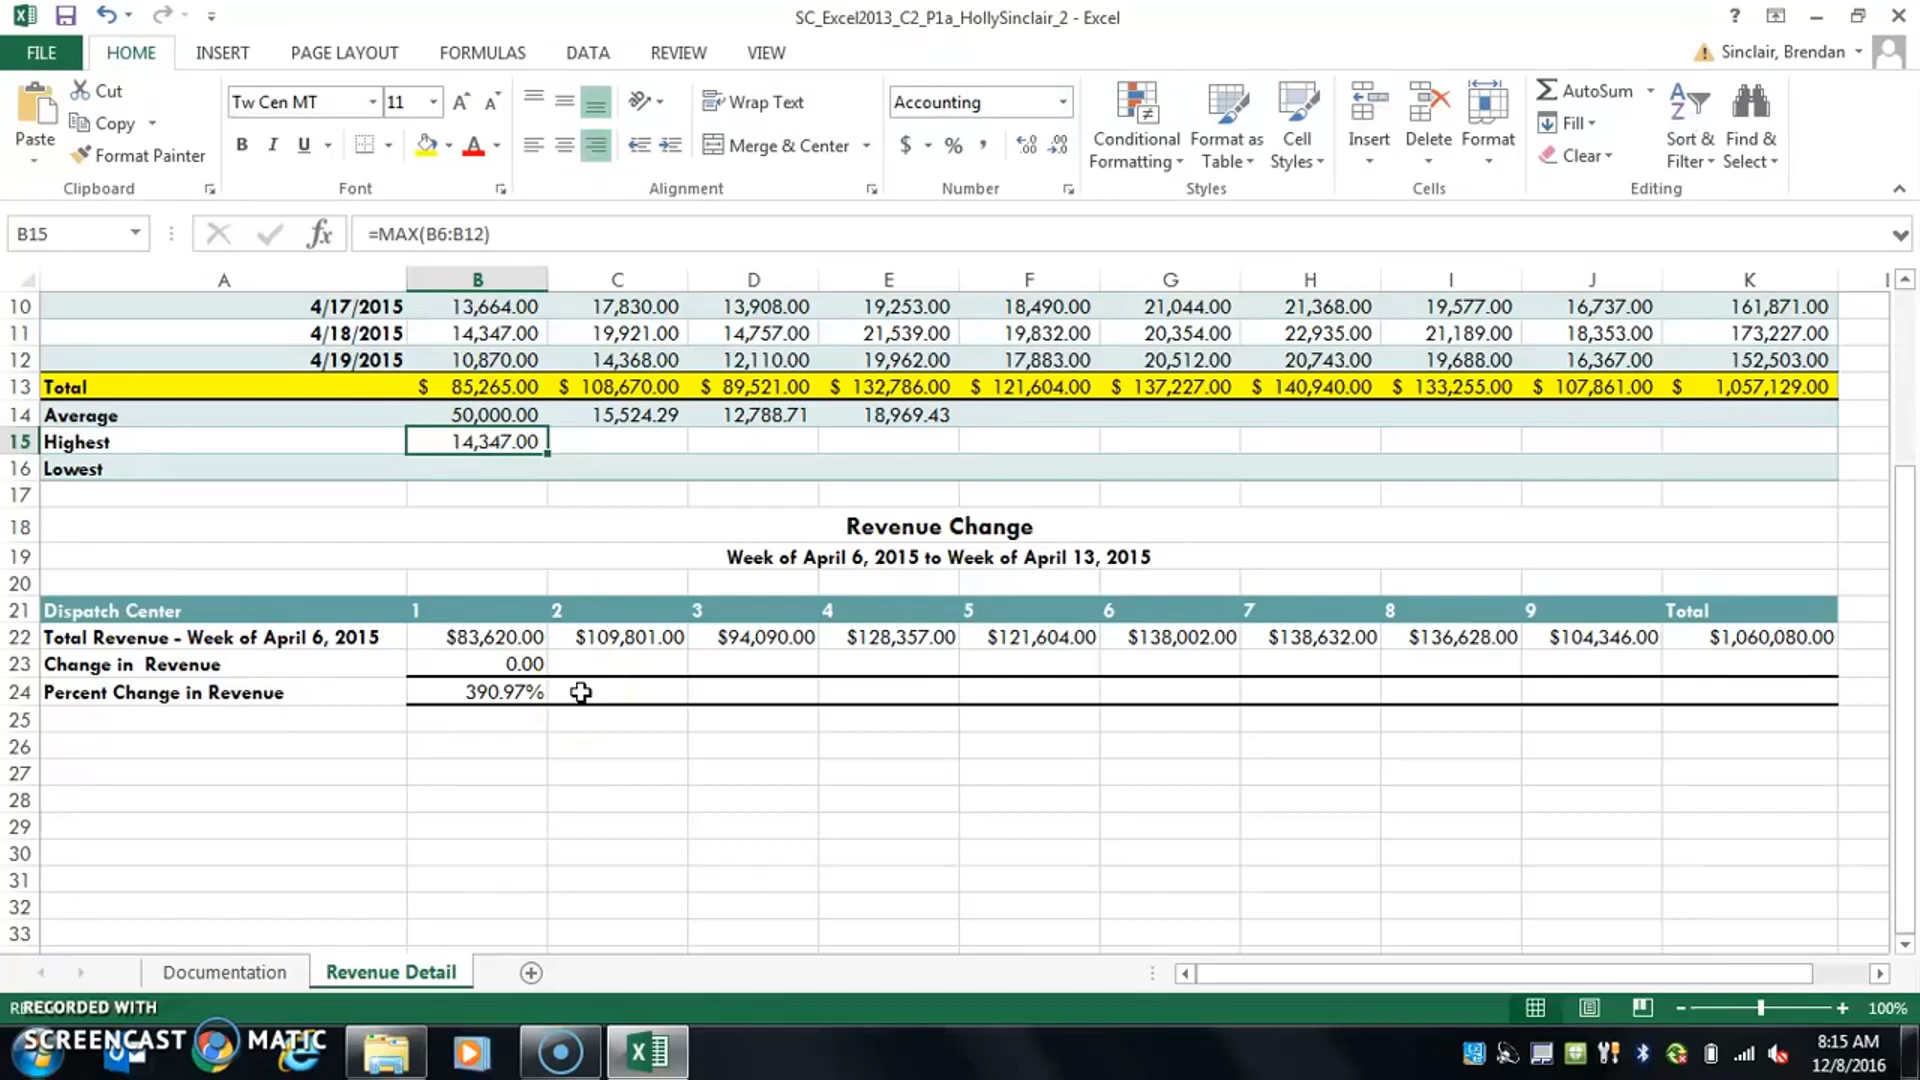 SC_Excel2013_C2_P1a_HollySinclair_2 - Excel
FILE HOME INSERT PAGE LAYOUT FORMULAS DATA REVIEW VIEW Sinclair, Brendan
Paste
Cut
Copy
Format Painter
Clipboard
Tw Cen MT 11
B I U
Font
Wrap Text
Merge & Center
Alignment
Accounting
$ % ,
Number
Conditional Formatting
Format as Table
Cell Styles
Styles
Insert
Delete
Format
Cells
AutoSum
Fill
Clear
Sort & Filter
Find & Select
Editing
B15 fx =MAX(B6:B12)
A B C D E F G H I J K
10 4/17/2015 13,664.00 17,830.00 13,908.00 19,253.00 18,490.00 21,044.00 21,368.00 19,577.00 16,737.00 161,871.00
11 4/18/2015 14,347.00 19,921.00 14,757.00 21,539.00 19,832.00 20,354.00 22,935.00 21,189.00 18,353.00 173,227.00
12 4/19/2015 10,870.00 14,368.00 12,110.00 19,962.00 17,883.00 20,512.00 20,743.00 19,688.00 16,367.00 152,503.00
13 Total $ 85,265.00 $ 108,670.00 $ 89,521.00 $ 132,786.00 $ 121,604.00 $ 137,227.00 $ 140,940.00 $ 133,255.00 $ 107,861.00 $ 1,057,129.00
14 Average 50,000.00 15,524.29 12,788.71 18,969.43
15 Highest 14,347.00
16 Lowest
17
18 Revenue Change
19 Week of April 6, 2015 to Week of April 13, 2015
20
21 Dispatch Center 1 2 3 4 5 6 7 8 9 Total
22 Total Revenue - Week of April 6, 2015 $83,620.00 $109,801.00 $94,090.00 $128,357.00 $121,604.00 $138,002.00 $138,632.00 $136,628.00 $104,346.00 $1,060,080.00
23 Change in Revenue 0.00
24 Percent Change in Revenue 390.97%
25
26
27
28
29
30
31
32
33
Documentation Revenue Detail
RECORDED WITH
100%
SCREENCAST MATIC
8:15 AM
12/8/2016